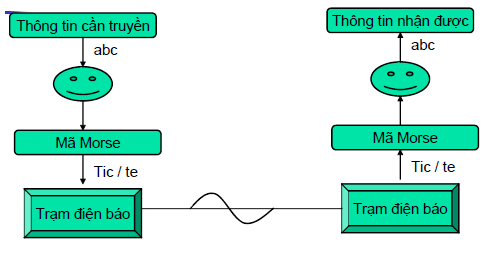 Thông tin cần truyền
abc
Mã Morse
Tic / te
Trạm điện báo
Thông tin nhận được
abc
Mã Morse
Tic / te
Trạm điện báo